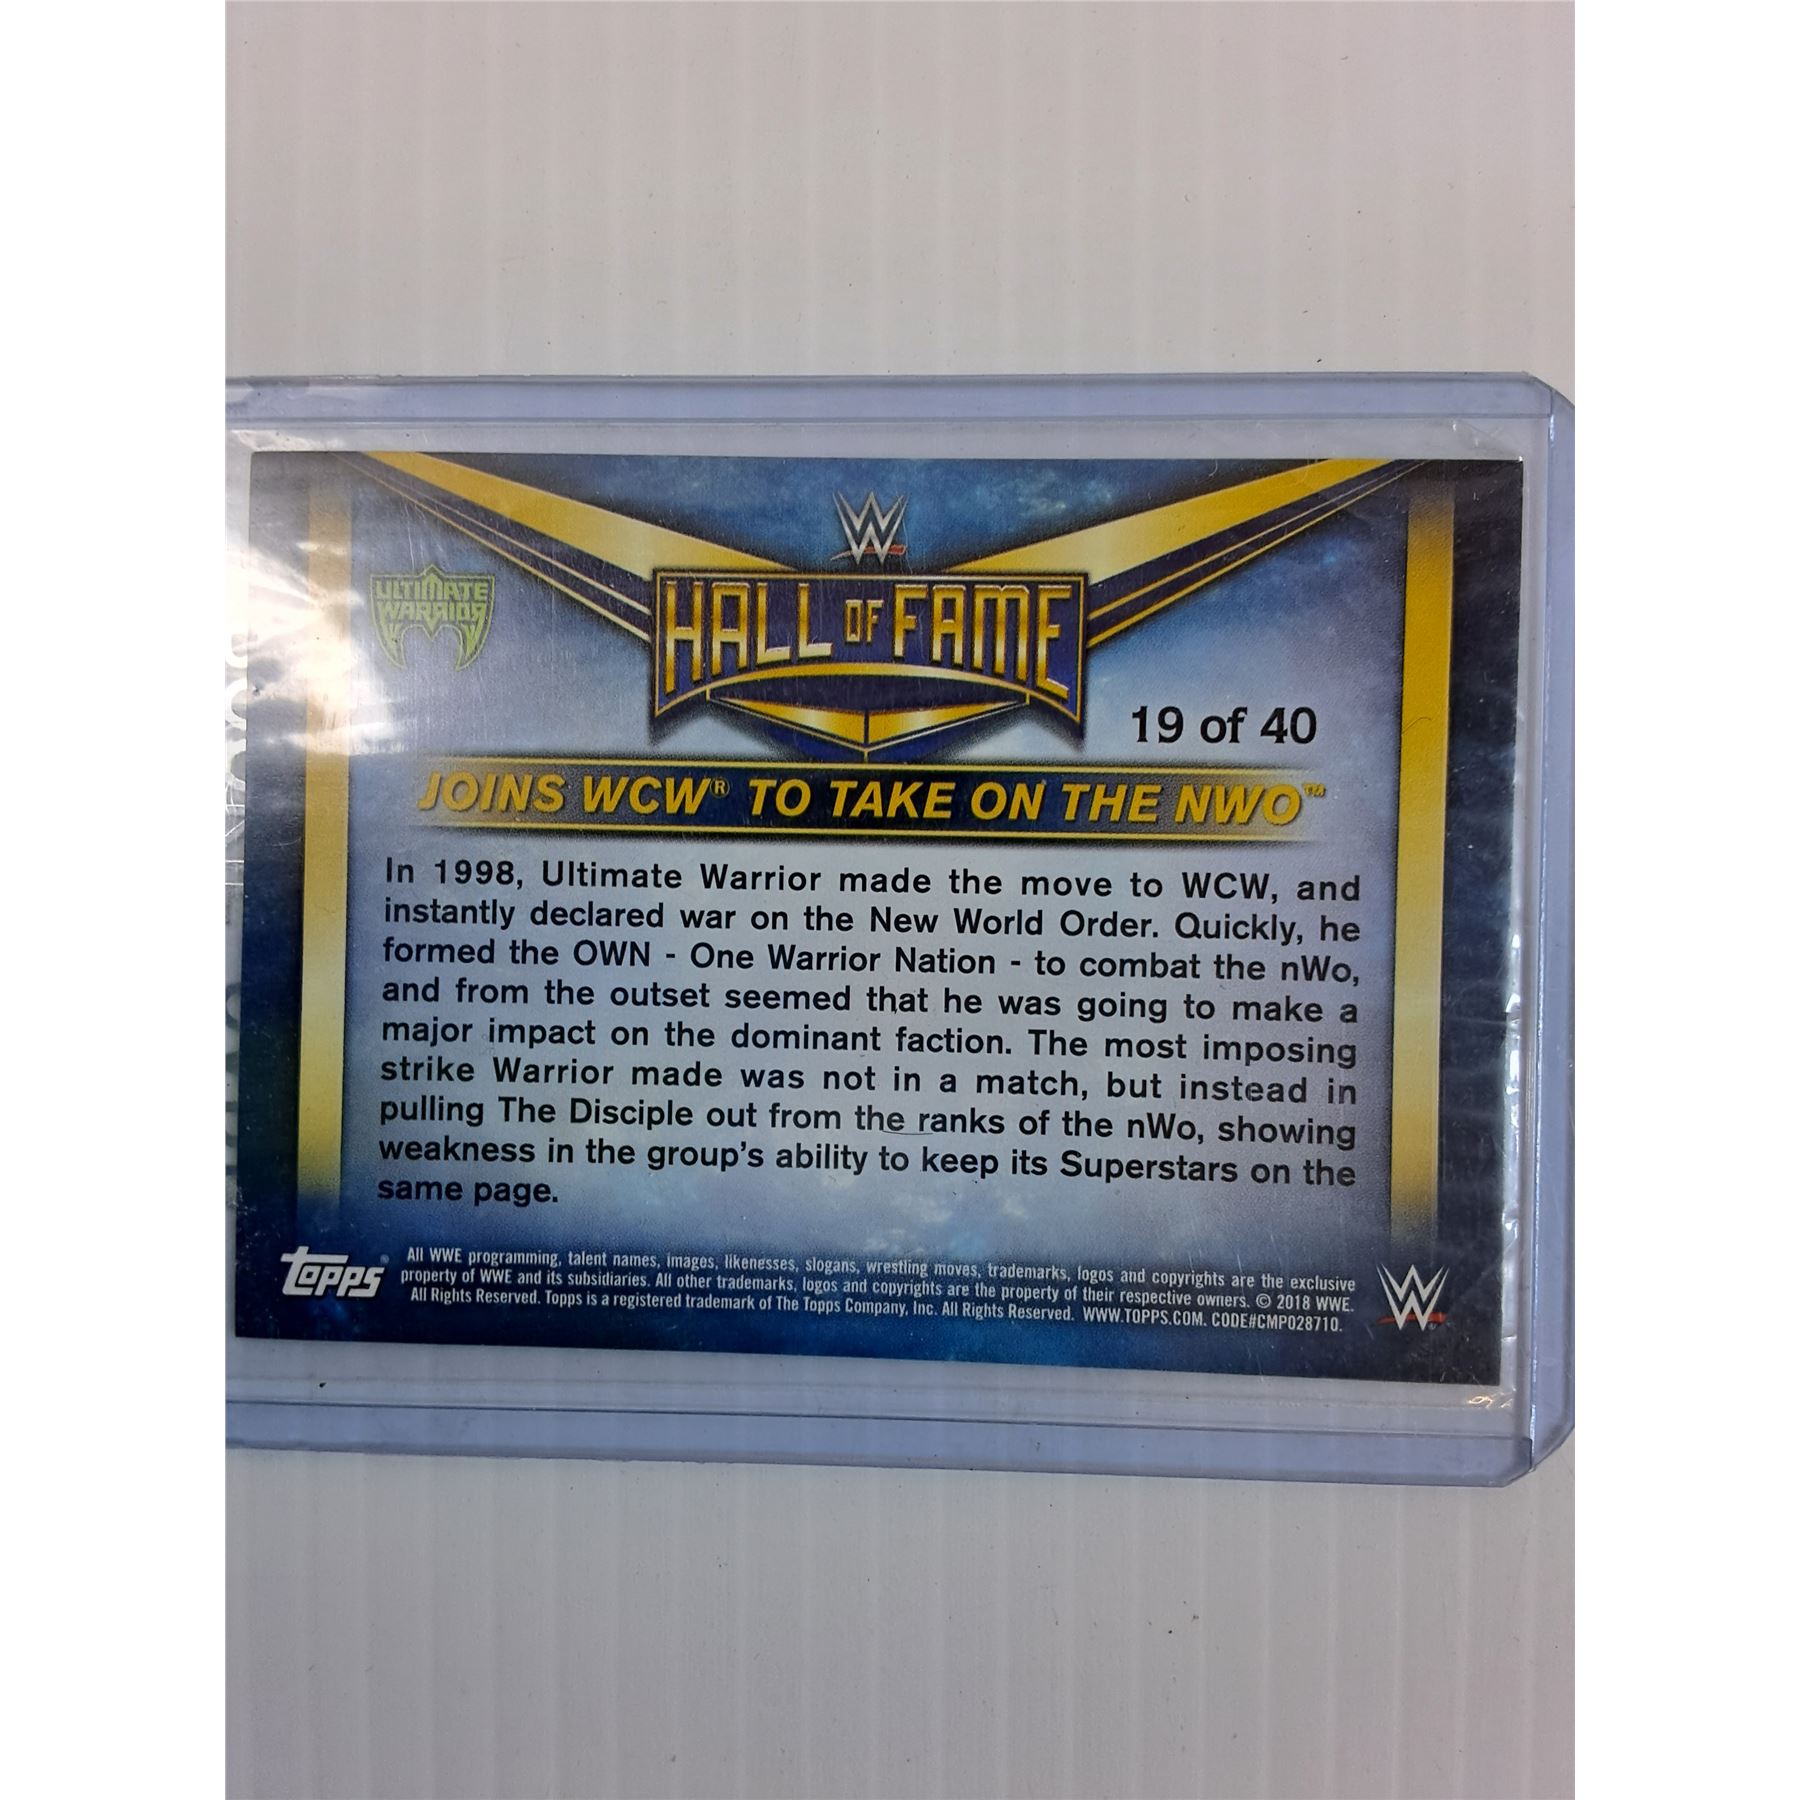 W
ULTIMATE
WARRIOR
HALL OF FAME
19 of 40
JOINS WCW® TO TAKE ON THE NWO™
In 1998, Ultimate Warrior made the move to WCW, and
instantly declared war on the New World Order. Quickly, he
formed the OWN - One Warrior Nation - to combat the nWo,
and from the outset seemed that he was going to make a
major impact on the dominant faction. The most imposing
strike Warrior made was not in a match, but instead in
pulling The Disciple out from the ranks of the nWo, showing
weakness in the group's ability to keep its Superstars on the
same page.
topps®
All WWE programming, talent names, images, likenesses, slogans, wrestling moves, trademarks, logos and copyrights are the exclusive
property of WWE and its subsidiaries. All other trademarks, logos and copyrights are the property of their respective owners. © 2018 WWE.
All Rights Reserved. Topps is a registered trademark of The Topps Company, Inc. All Rights Reserved. WWW.TOPPS.COM. CODE#CMP028710.
W